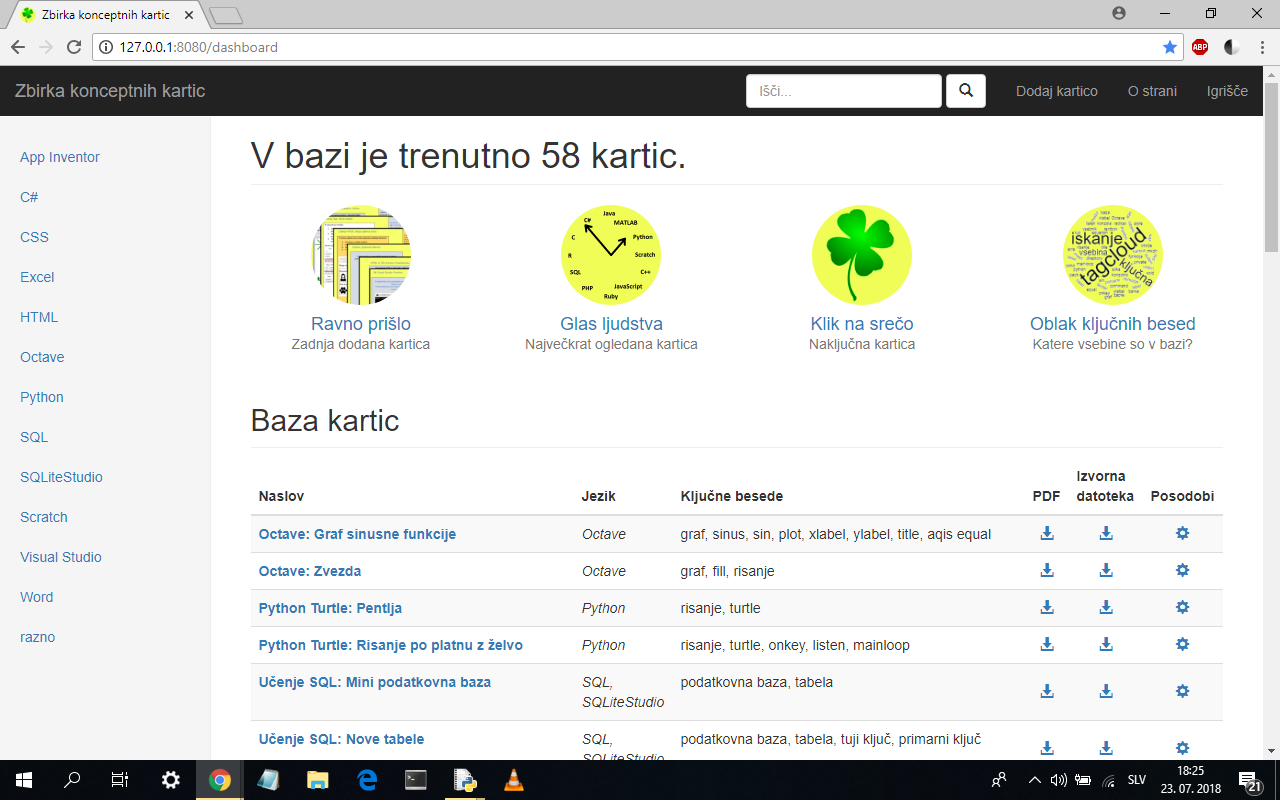 Zbirka konceptnih kartic
127.0.0.1:8080/dashboard
ABP
Zbirka konceptnih kartic
Išči...
Dodaj kartico
O strani
Igrišče
App Inventor
C#
CSS
Excel
HTML
Octave
Python
SQL
SQLiteStudio
Scratch
Visual Studio
Word
razno
V bazi je trenutno 58 kartic.
Java
C#
MATLAB
C
Python
R
Scratch
SQL
C++
PHP
JavaScript
Ruby
iskanje
vsebina
tagcloud
ključna
Ravno prišlo
Zadnja dodana kartica
Glas ljudstva
Največkrat ogledana kartica
Klik na srečo
Naključna kartica
Oblak ključnih besed
Katere vsebine so v bazi?
Baza kartic
Naslov Jezik Ključne besede PDF Izvorna datoteka Posodobi
Octave: Graf sinusne funkcije Octave graf, sinus, sin, plot, xlabel, ylabel, title, aqis equal
Octave: Zvezda Octave graf, fill, risanje
Python Turtle: Pentlja Python risanje, turtle
Python Turtle: Risanje po platnu z želvo Python risanje, turtle, onkey, listen, mainloop
Učenje SQL: Mini podatkovna baza SQL, SQLiteStudio podatkovna baza, tabela
Učenje SQL: Nove tabele SQL, SQLiteStudio podatkovna baza, tabela, tuji ključ, primarni ključ
SLV
18:25
23. 07. 2018
21